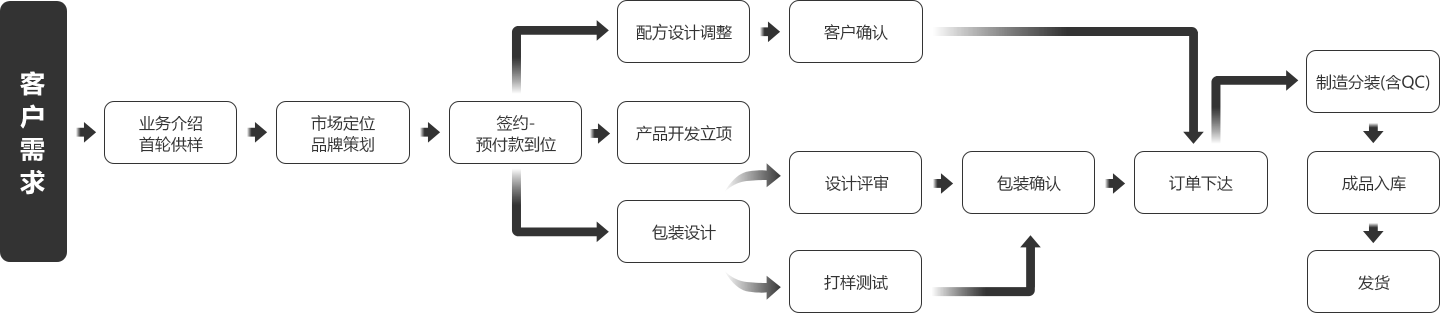 客户需求
业务介绍
首轮供样
市场定位
品牌策划
签约-
预付款到位
配方设计调整
客户确认
产品开发立项
包装设计
设计评审
打样测试
包装确认
订单下达
制造分装(含QC)
成品入库
发货